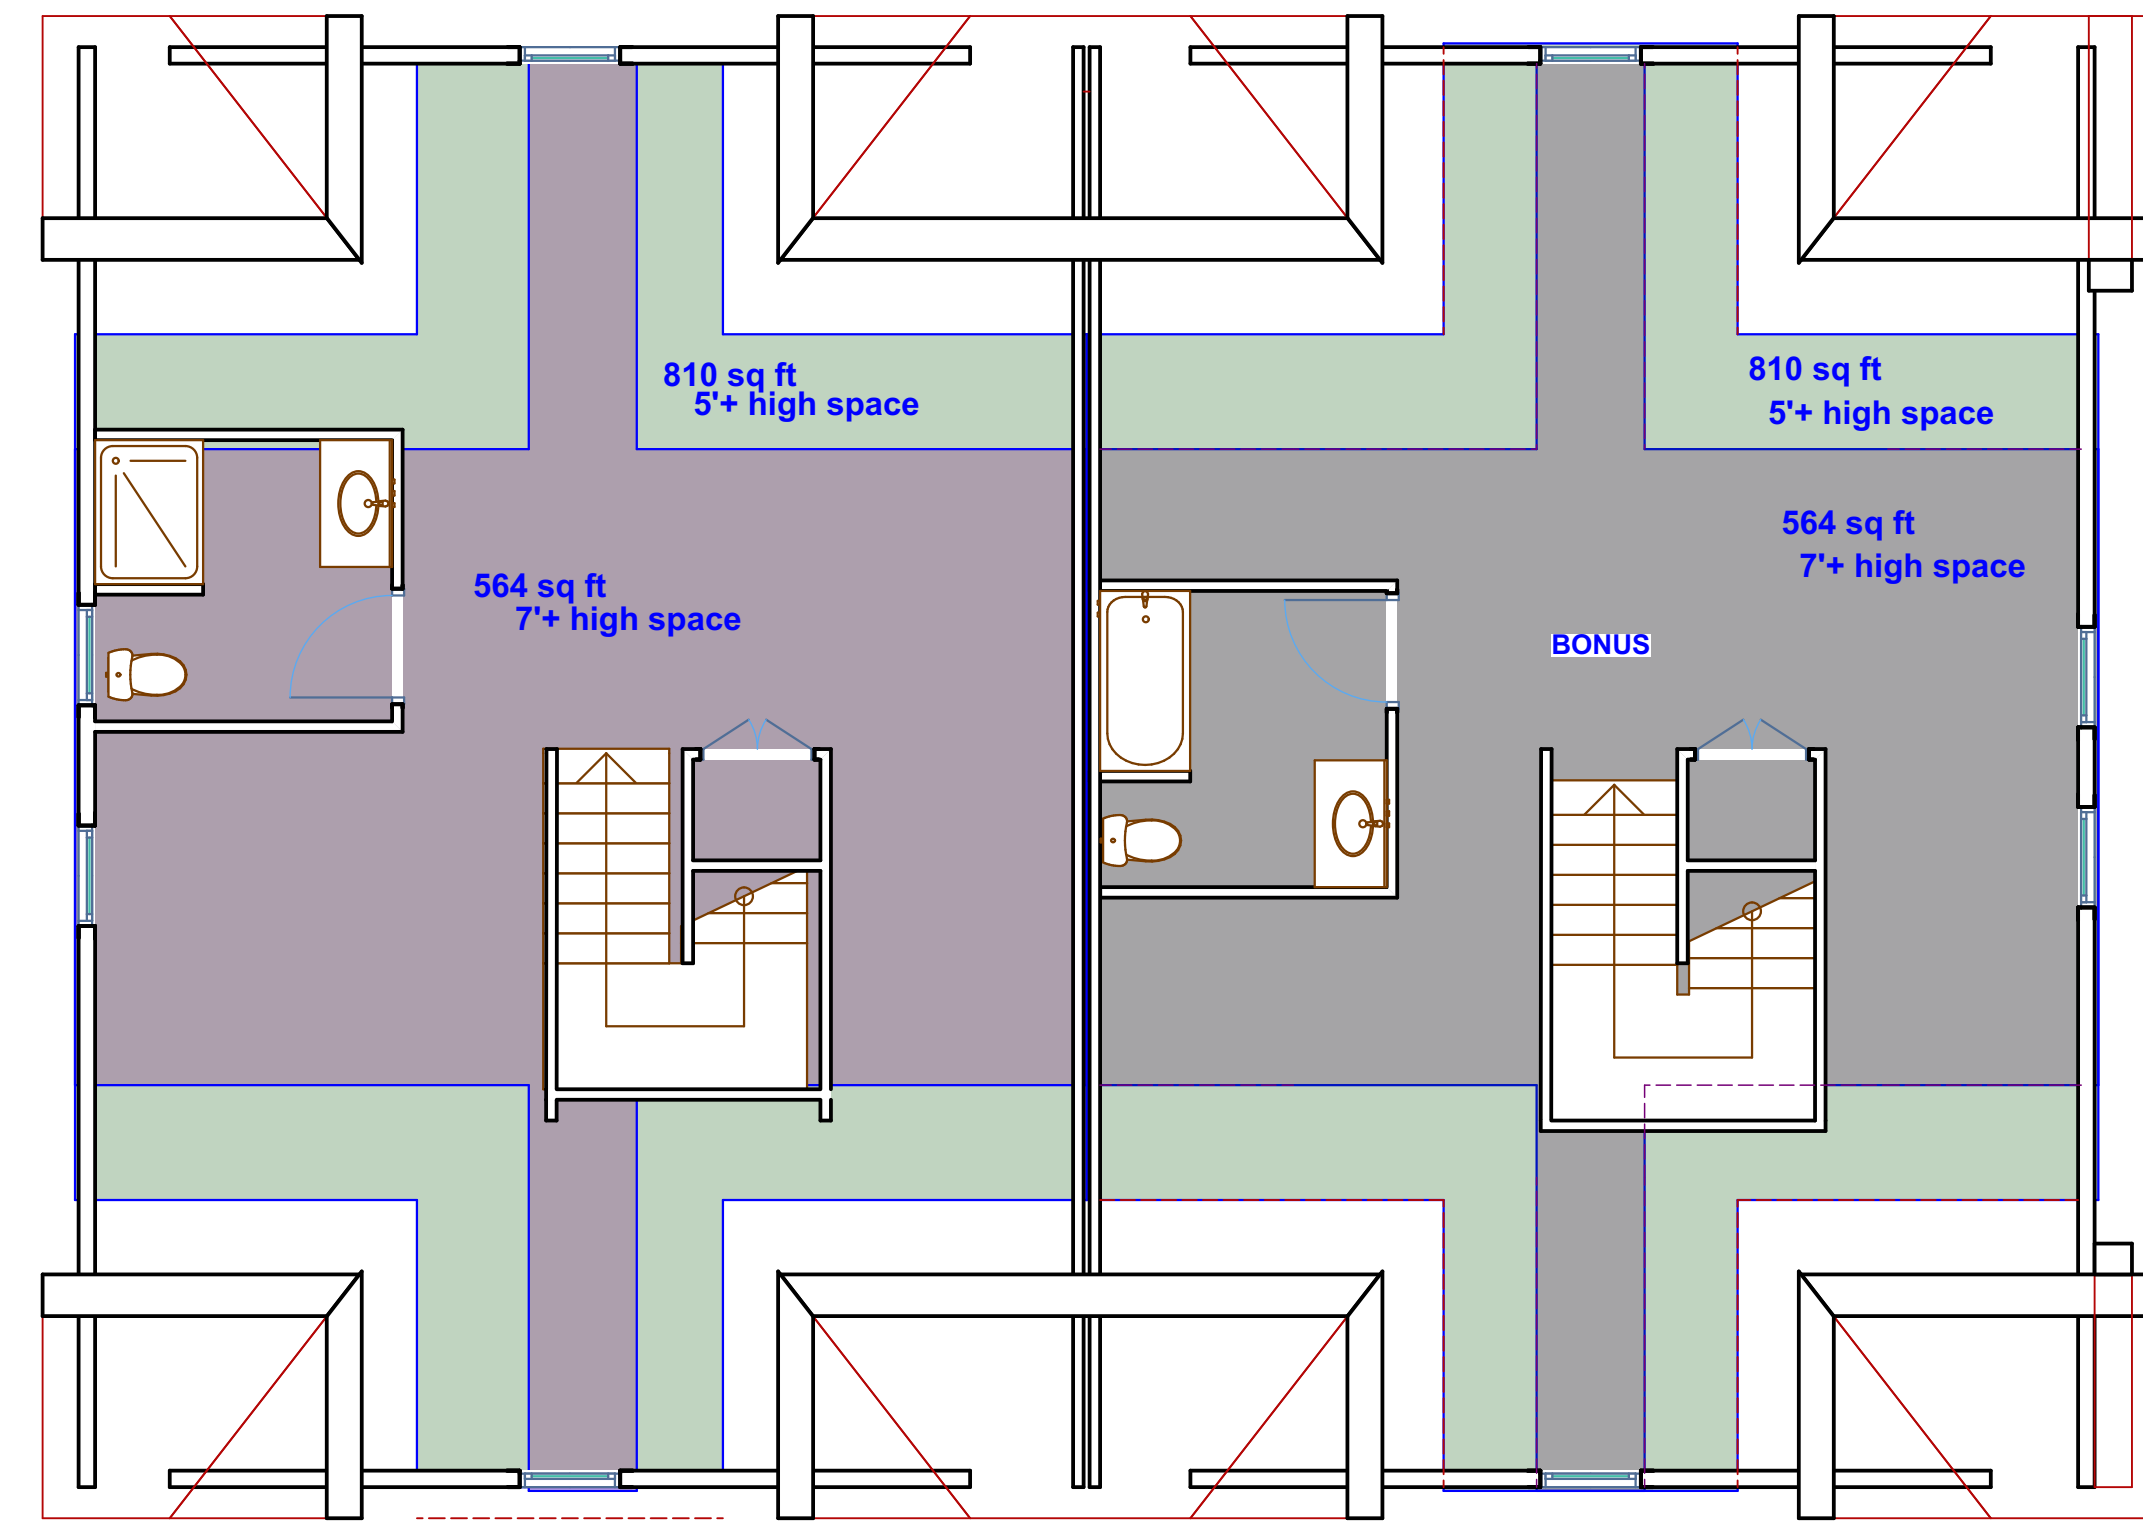 810 sq ft
5'+ high space
810 sq ft
5'+ high space
564 sq ft
7'+ high space
564 sq ft
7'+ high space
BONUS